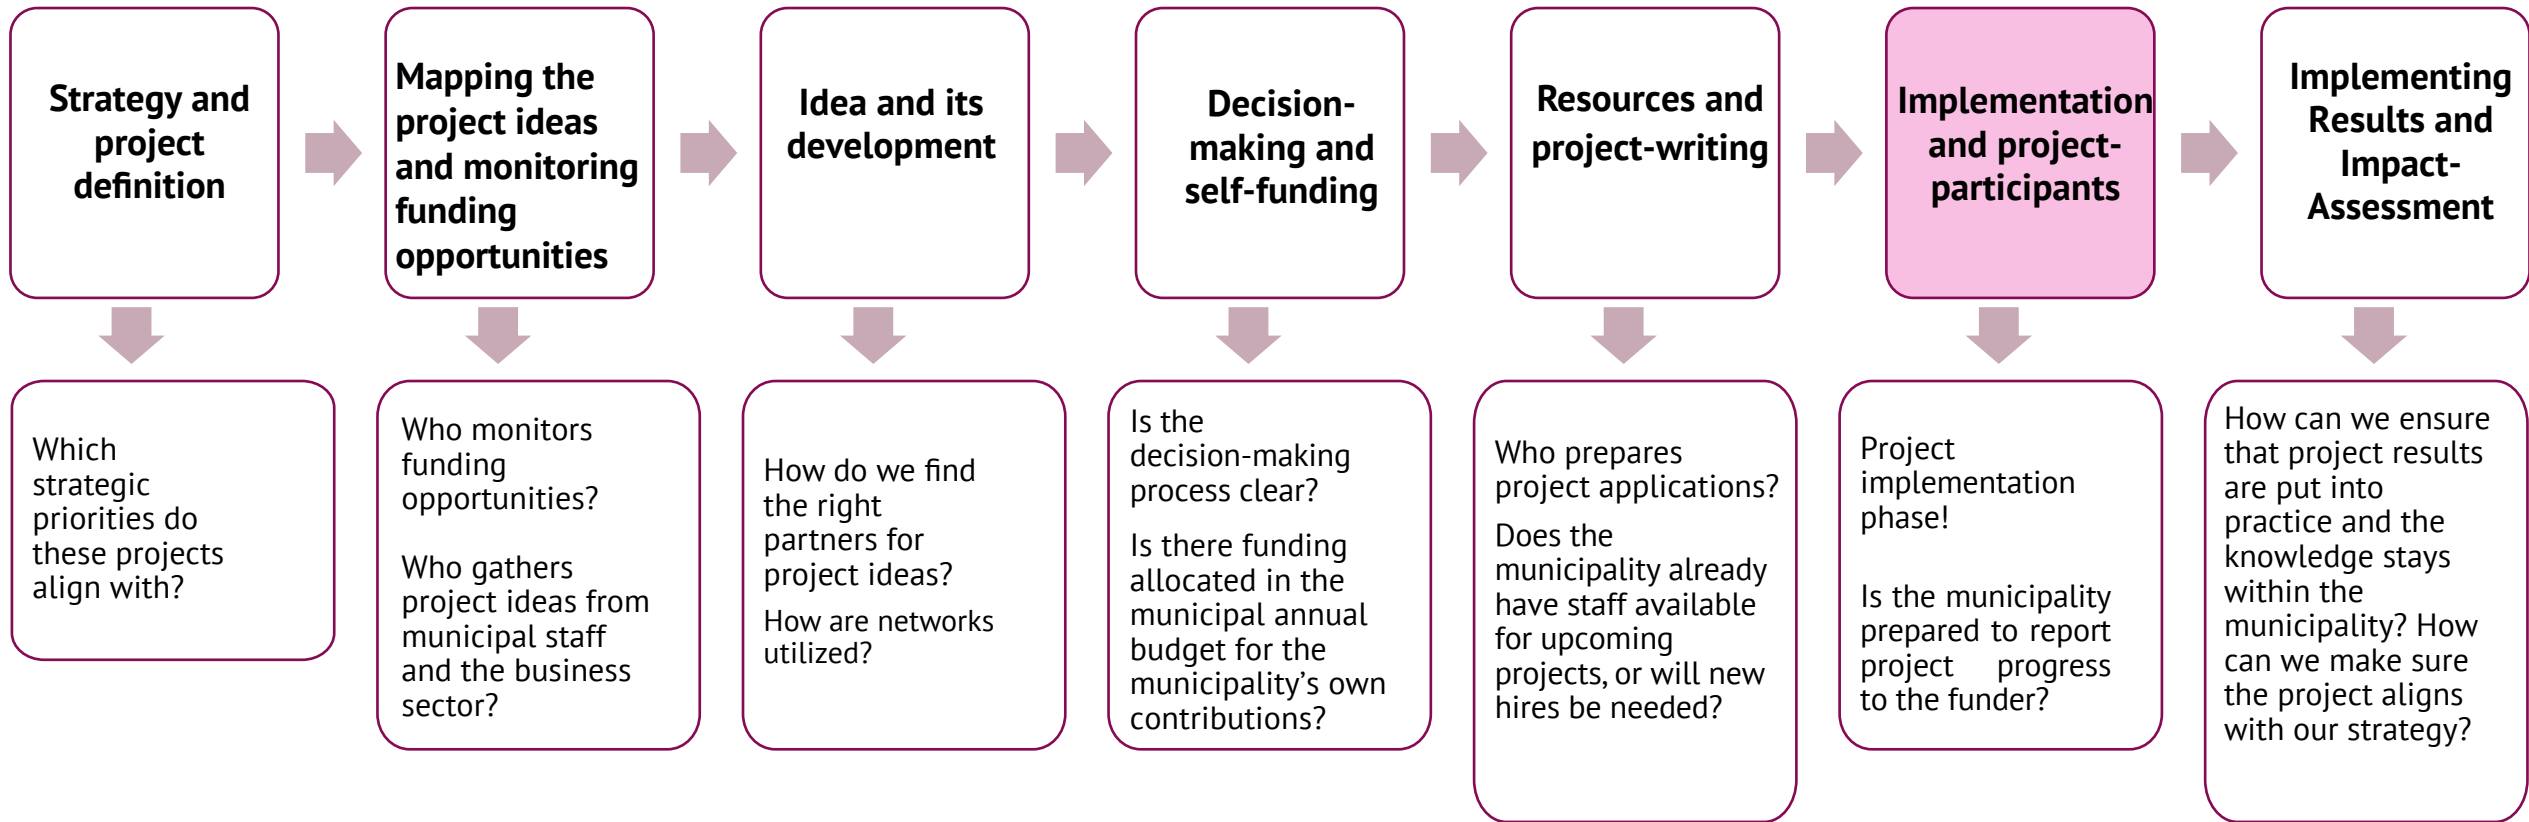 Strategy and
project
definition
Mapping the
project ideas
and monitoring
funding
opportunities
Idea and its
development
Decision-
making and
self-funding
Resources and
project-writing
Implementation
and project-
participants
Implementing
Results and
Impact-
Assessment
Which
strategic
priorities do
these projects
align with?
Who monitors
funding
opportunities?
Who gathers
project ideas from
municipal staff
and the business
sector?
How do we find
the right
partners for
project ideas?
How are networks
utilized?
Is the
decision-making
process clear?
Is there funding
allocated in the
municipal annual
budget for the
municipality’s own
contributions?
Who prepares
project applications?
Does the
municipality already
have staff available
for upcoming
projects, or will new
hires be needed?
Project
implementation
phase!
Is the municipality
prepared to report
project progress
to the funder?
How can we ensure
that project results
are put into
practice and the
knowledge stays
within the
municipality? How
can we make sure
the project aligns
with our strategy?